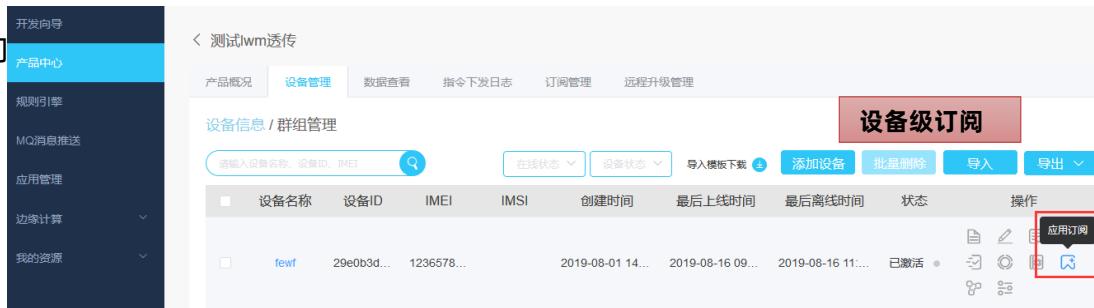 开发向导
产品中心
规则引擎
MQ消息推送
应用管理
边缘计算
我的资源
< 测试lwm透传
产品概况 设备管理 数据查看 指令下发日志 订阅管理 远程升级管理
设备级订阅
设备信息 / 群组管理
请输入设备名称、设备ID、IMEI 在线状态 设备状态 导入模板下载 添加设备 批量删除 导入 导出
设备名称 设备ID IMEI IMSI 创建时间 最后上线时间 最后离线时间 状态 操作
应用订阅
fewf 29e0b3d... 1236578... 2019-08-01 14... 2019-08-16 09... 2019-08-16 11:... 已激活